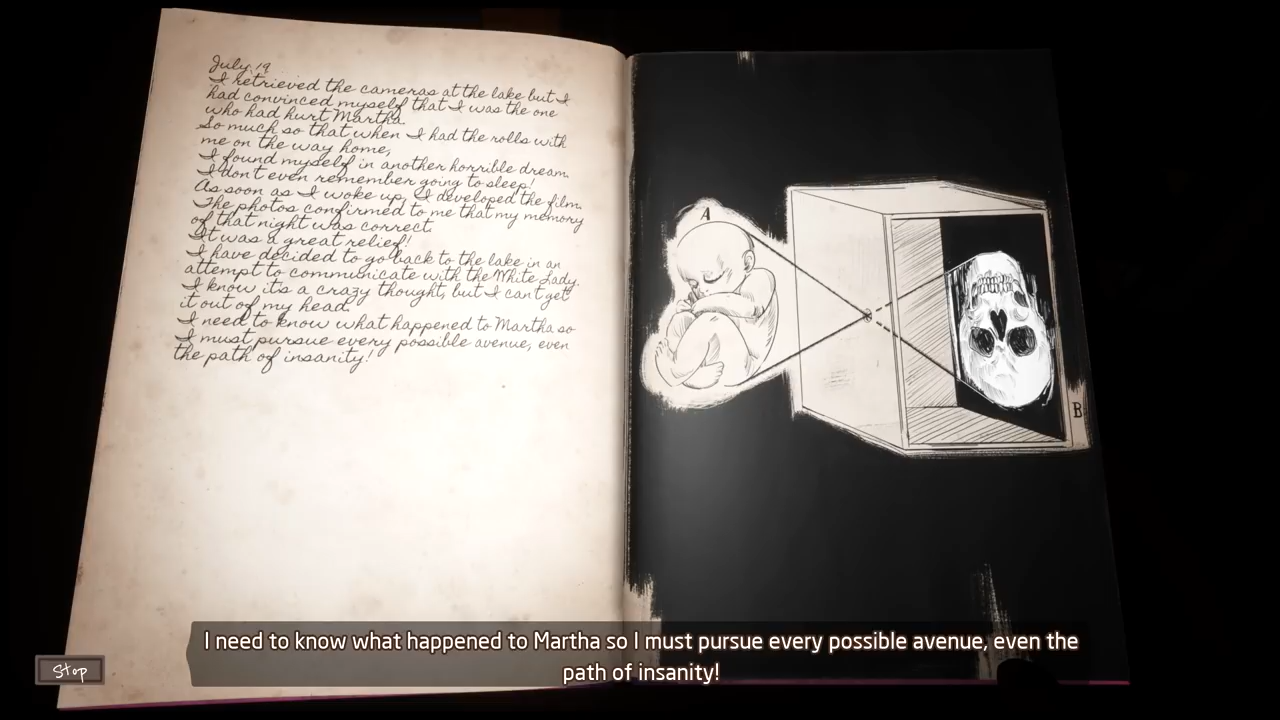 July 19
I retrieved the cameras at the lake but I
had convinced myself that I was the one
who had hurt Martha.
So much so that when I had the rolls with
me on the way home,
I found myself in another horrible dream.
I don't even remember going to sleep!
As soon as I woke up, I developed the film.
The photos confirmed to me that my memory
of that night was correct.
It was a great relief!
I have decided to go back to the lake in an
attempt to communicate with the White Lady.
I know its a crazy thought, but I can't get
it out of my head.
I need to know what happened to Martha so
I must pursue every possible avenue, even
the path of insanity!
A
B
I need to know what happened to Martha so I must pursue every possible avenue, even the
path of insanity!
Stop